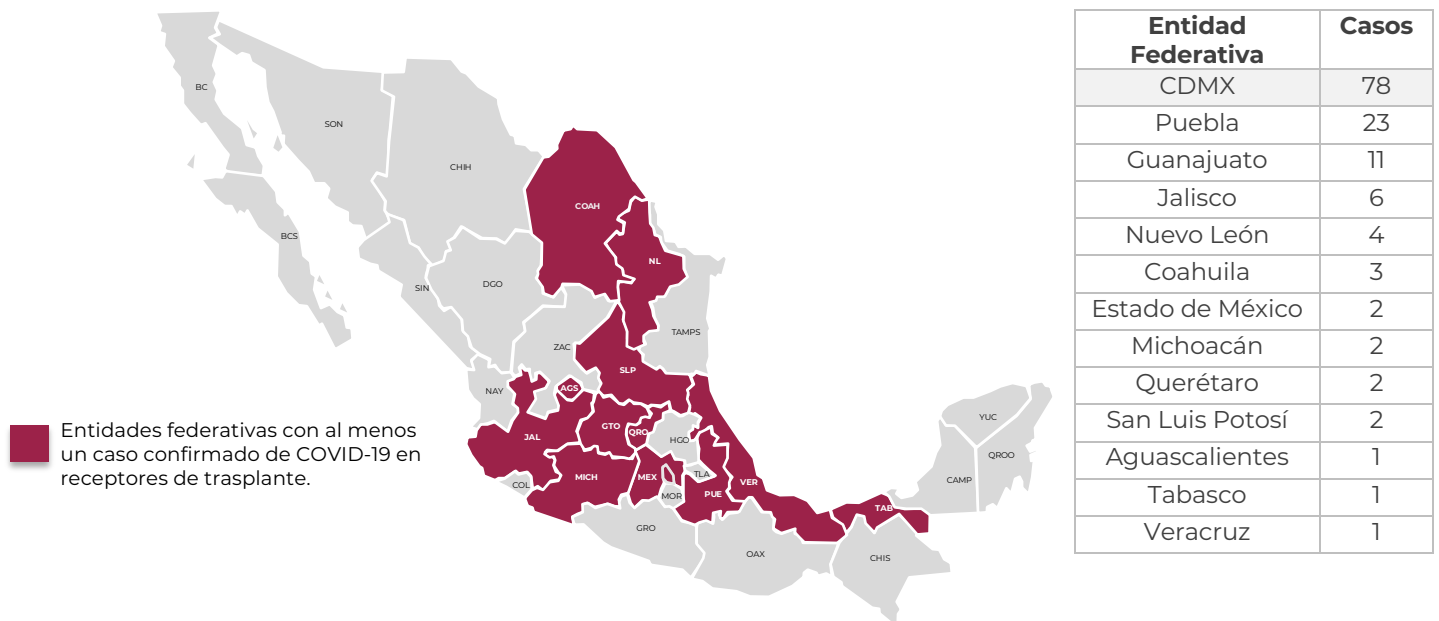 BC
SON
CHIH
COAH
BCS
NL
SIN
DGO
TAMPS
ZAC
SLP
NAY
AGS
JAL
GTO
QRO
HGO
COL
MICH
MEX
TLA
MOR
PUE
VER
GRO
OAX
TAB
CHIS
CAMP
YUC
QROO
Entidades federativas con al menos
un caso confirmado de COVID-19 en
receptores de trasplante.
Entidad
Federativa Casos
CDMX 78
Puebla 23
Guanajuato 11
Jalisco 6
Nuevo León 4
Coahuila 3
Estado de México 2
Michoacán 2
Querétaro 2
San Luis Potosí 2
Aguascalientes 1
Tabasco 1
Veracruz 1